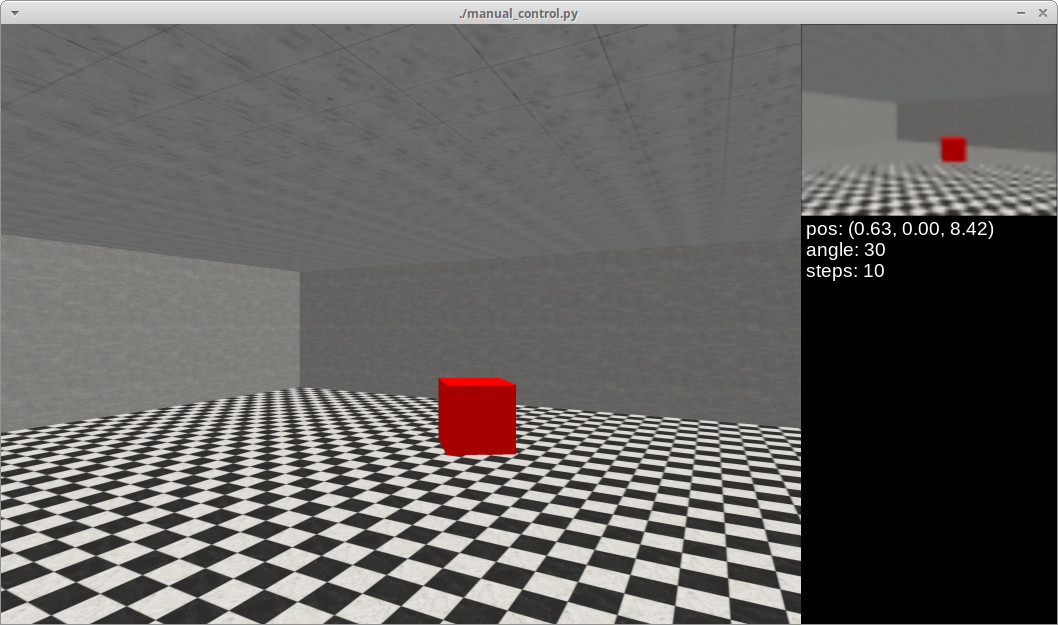 ./manual_control.py
pos: (0.63, 0.00, 8.42)
angle: 30
steps: 10